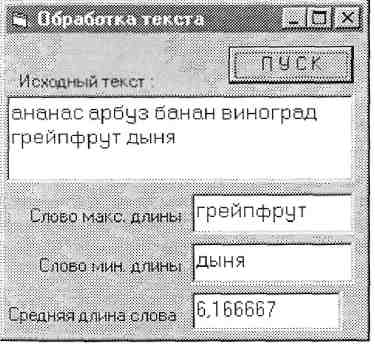 Обработка текста
ПУСК
Исходный текст :
ананас арбуз банан виноград
грейпфрут дыня
Слово макс. длины грейпфрут
Слово мин. длины дыня
Средняя длина слова 6,166667